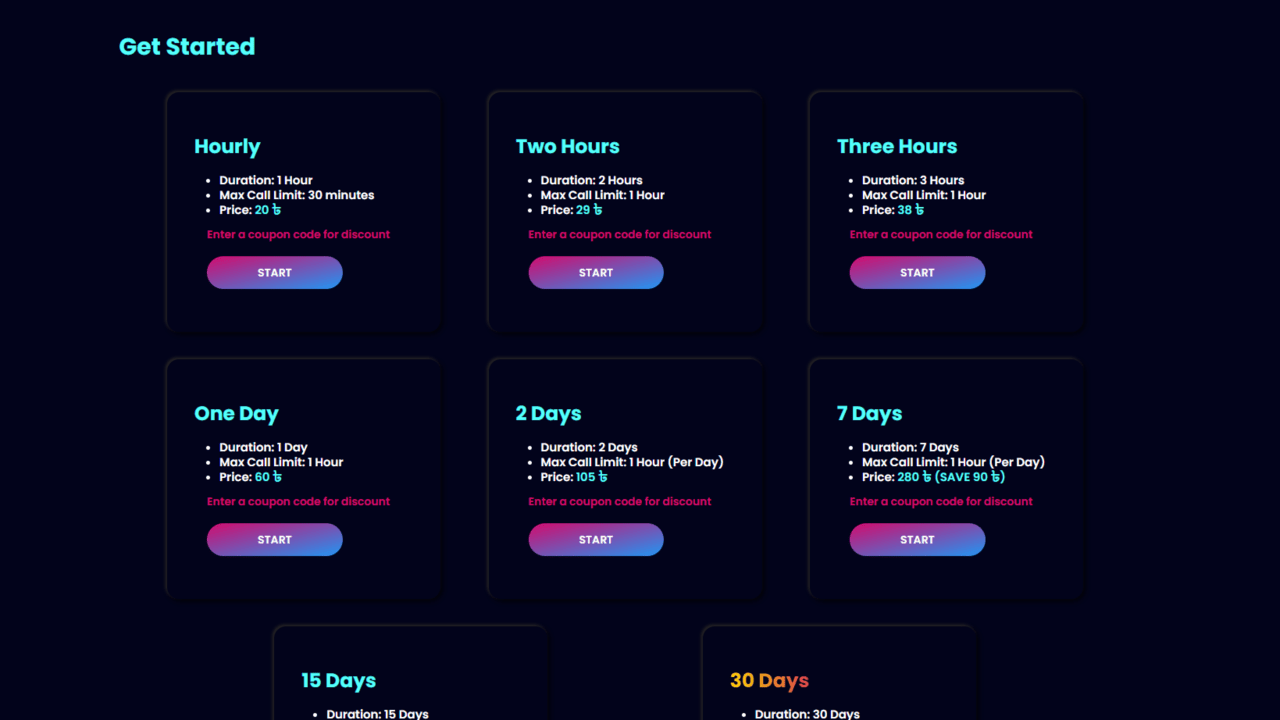 Get Started
Hourly
• Duration: 1 Hour
• Max Call Limit: 30 minutes
• Price: 20 ৳
Enter a coupon code for discount
START
Two Hours
• Duration: 2 Hours
• Max Call Limit: 1 Hour
• Price: 29 ৳
Enter a coupon code for discount
START
Three Hours
• Duration: 3 Hours
• Max Call Limit: 1 Hour
• Price: 38 ৳
Enter a coupon code for discount
START
One Day
• Duration: 1 Day
• Max Call Limit: 1 Hour
• Price: 60 ৳
Enter a coupon code for discount
START
2 Days
• Duration: 2 Days
• Max Call Limit: 1 Hour (Per Day)
• Price: 105 ৳
Enter a coupon code for discount
START
7 Days
• Duration: 7 Days
• Max Call Limit: 1 Hour (Per Day)
• Price: 280 ৳ (SAVE 90 ৳)
Enter a coupon code for discount
START
15 Days
• Duration: 15 Days
30 Days
• Duration: 30 Days